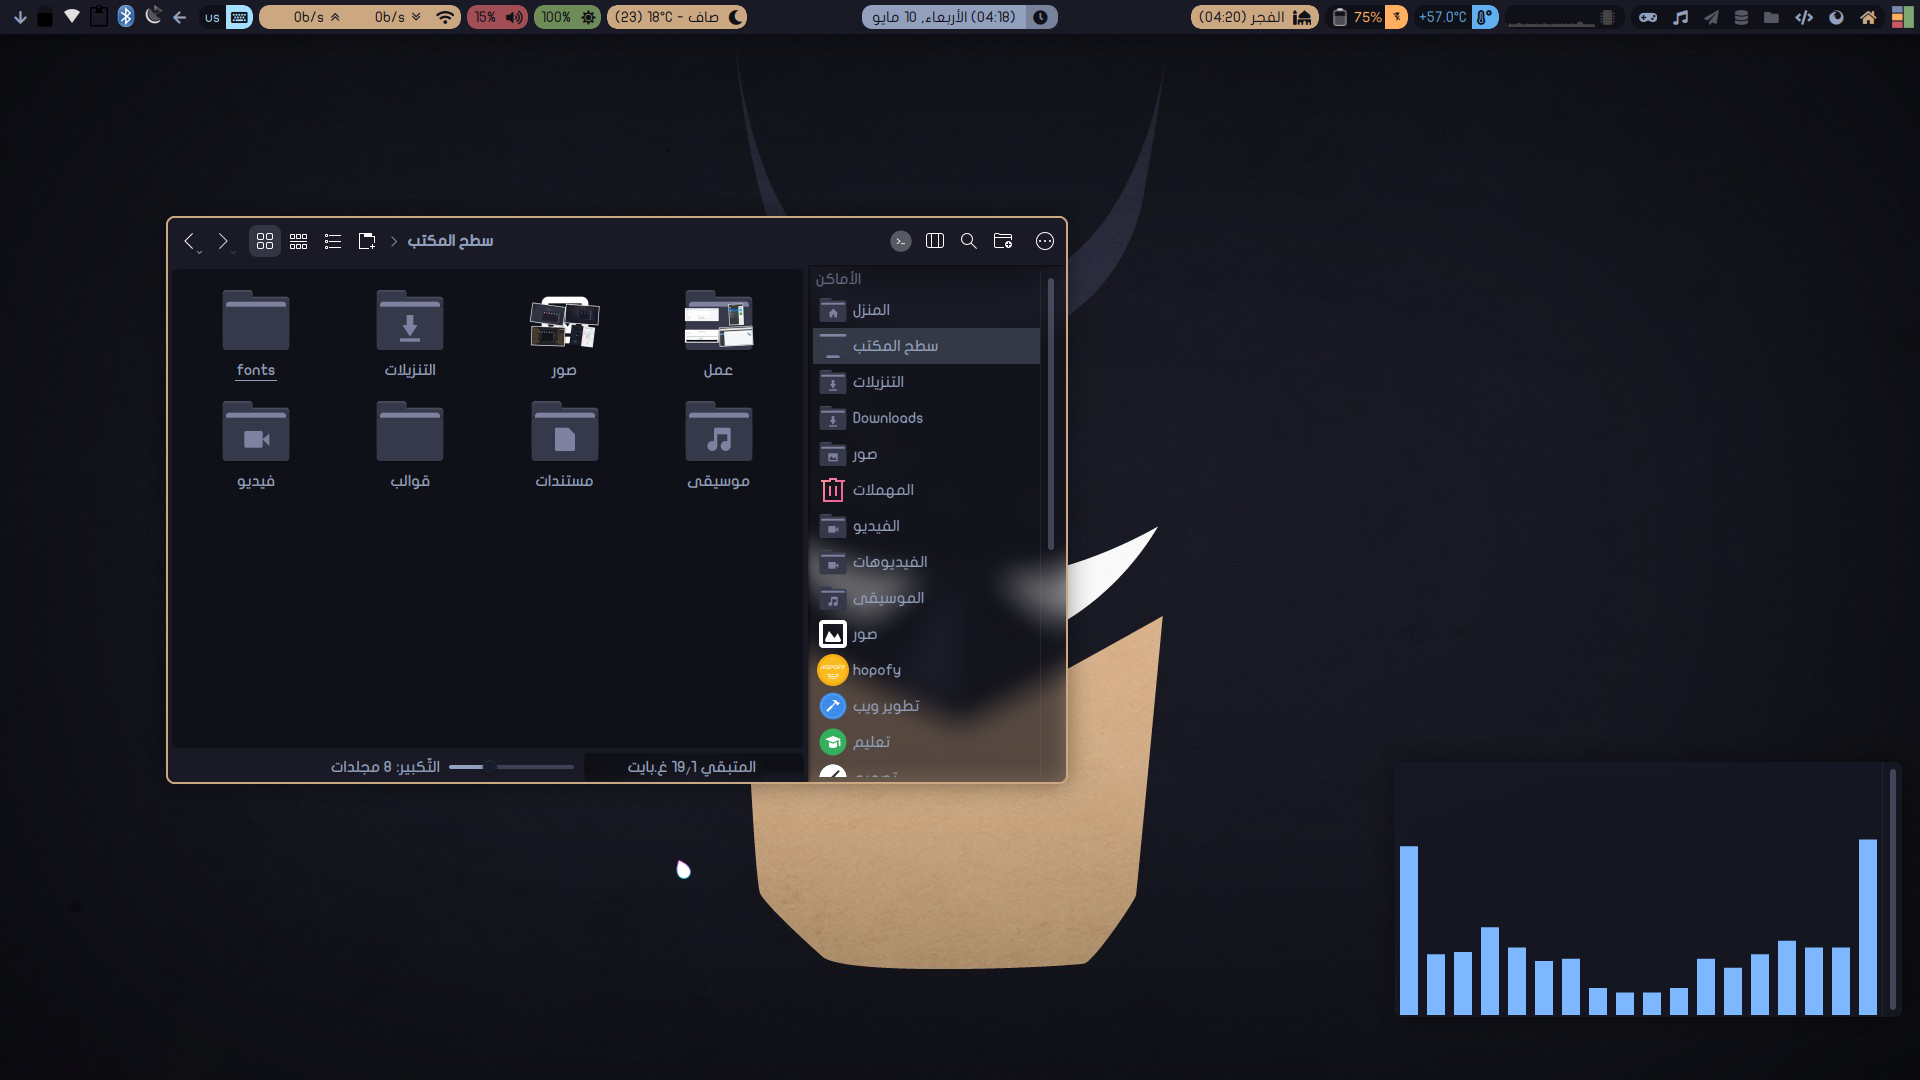 us
0b/s
0b/s
15%
100%
صاف - 18°C (23)
(04:18) الأربعاء, 10 مايو
الفجر (04:20)
75%
+57.0°C
سطح المكتب
fonts
التنزيلات
صور
عمل
فيديو
قوالب
مستندات
موسيقى
الأماكن
المنزل
سطح المكتب
التنزيلات
Downloads
صور
المهملات
الفيديو
الفيديوهات
الموسيقى
صور
hopofy
تطوير ويب
تعليم
التّكبير: 8 مجلدات
المتبقي 19٫1 غ.بايت